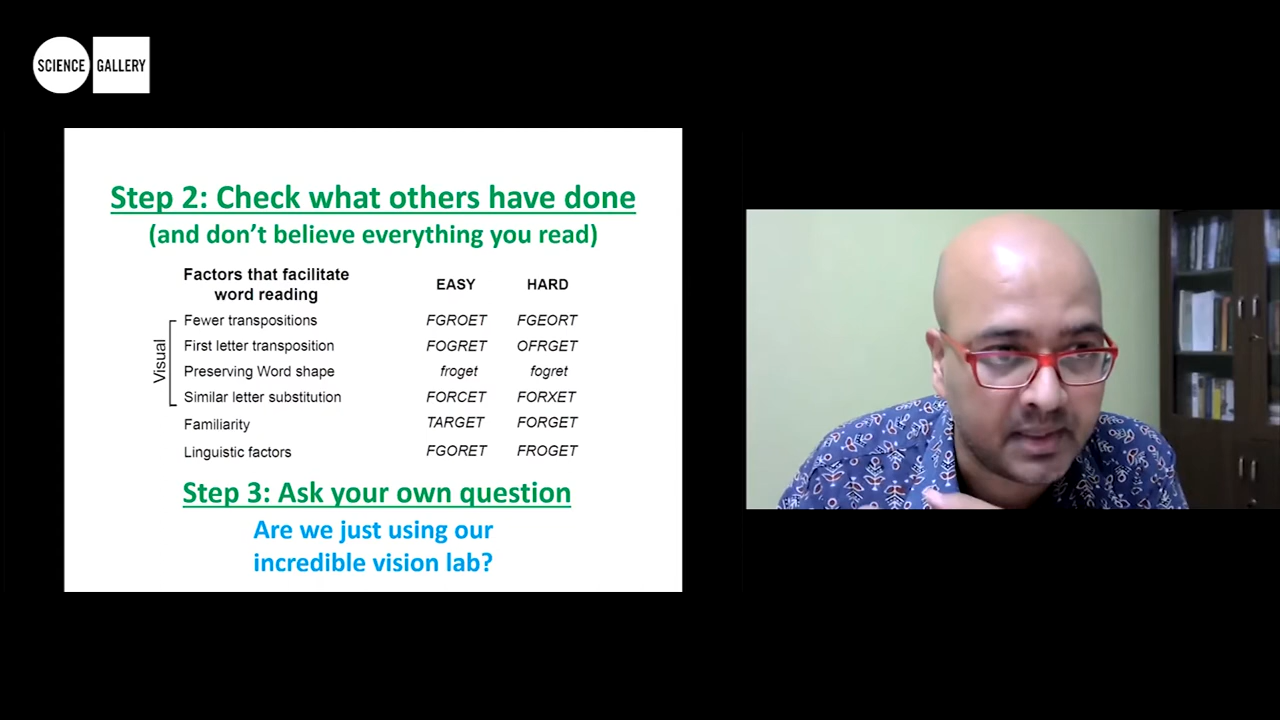 SCIENCE GALLERY
Step 2: Check what others have done
(and don't believe everything you read)
Factors that facilitate
word reading
EASY HARD
Visual
Fewer transpositions FGROET FGEORT
First letter transposition FOGRET OFRGET
Preserving Word shape froget fogret
Similar letter substitution FORCET FORXET
Familiarity TARGET FORGET
Linguistic factors FGORET FROGET
Step 3: Ask your own question
Are we just using our
incredible vision lab?